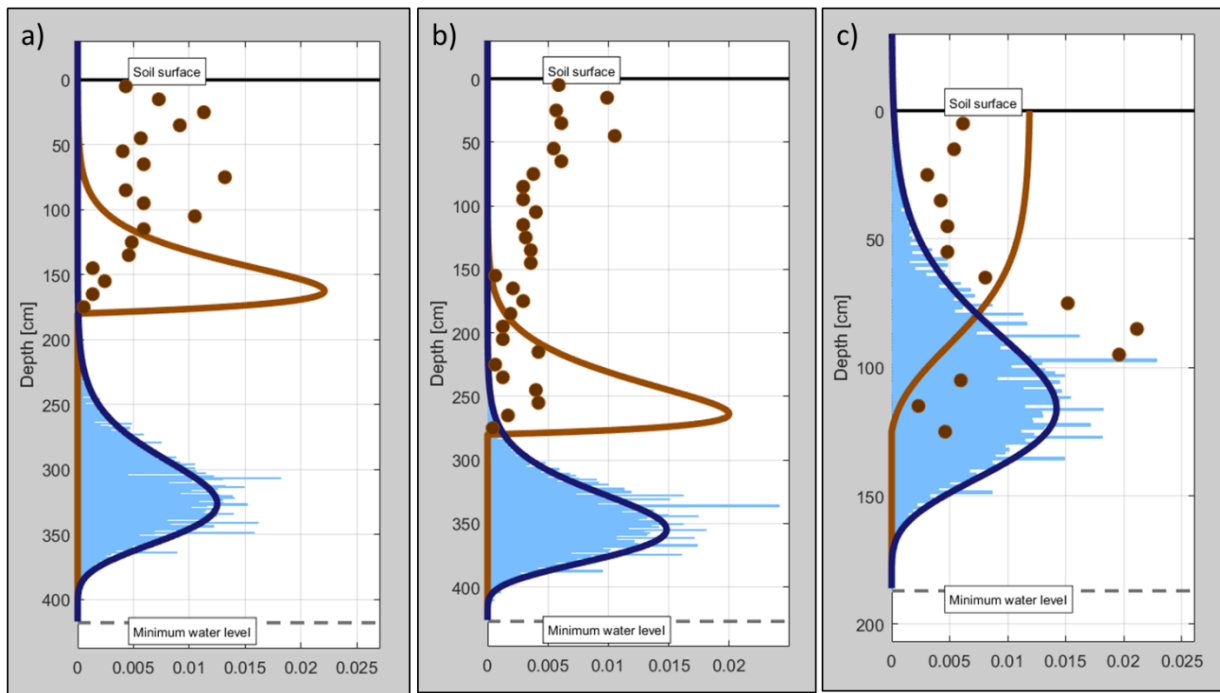 a)
0
Soil surface
50
100
150
200
250
300
350
400
Depth [cm]
Minimum water level
0 0.005 0.01 0.015 0.02 0.025
b)
0
Soil surface
50
100
150
200
250
300
350
400
Depth [cm]
Minimum water level
0 0.005 0.01 0.015 0.02
c)
0
Soil surface
50
100
150
200
Depth [cm]
Minimum water level
0 0.005 0.01 0.015 0.02 0.025